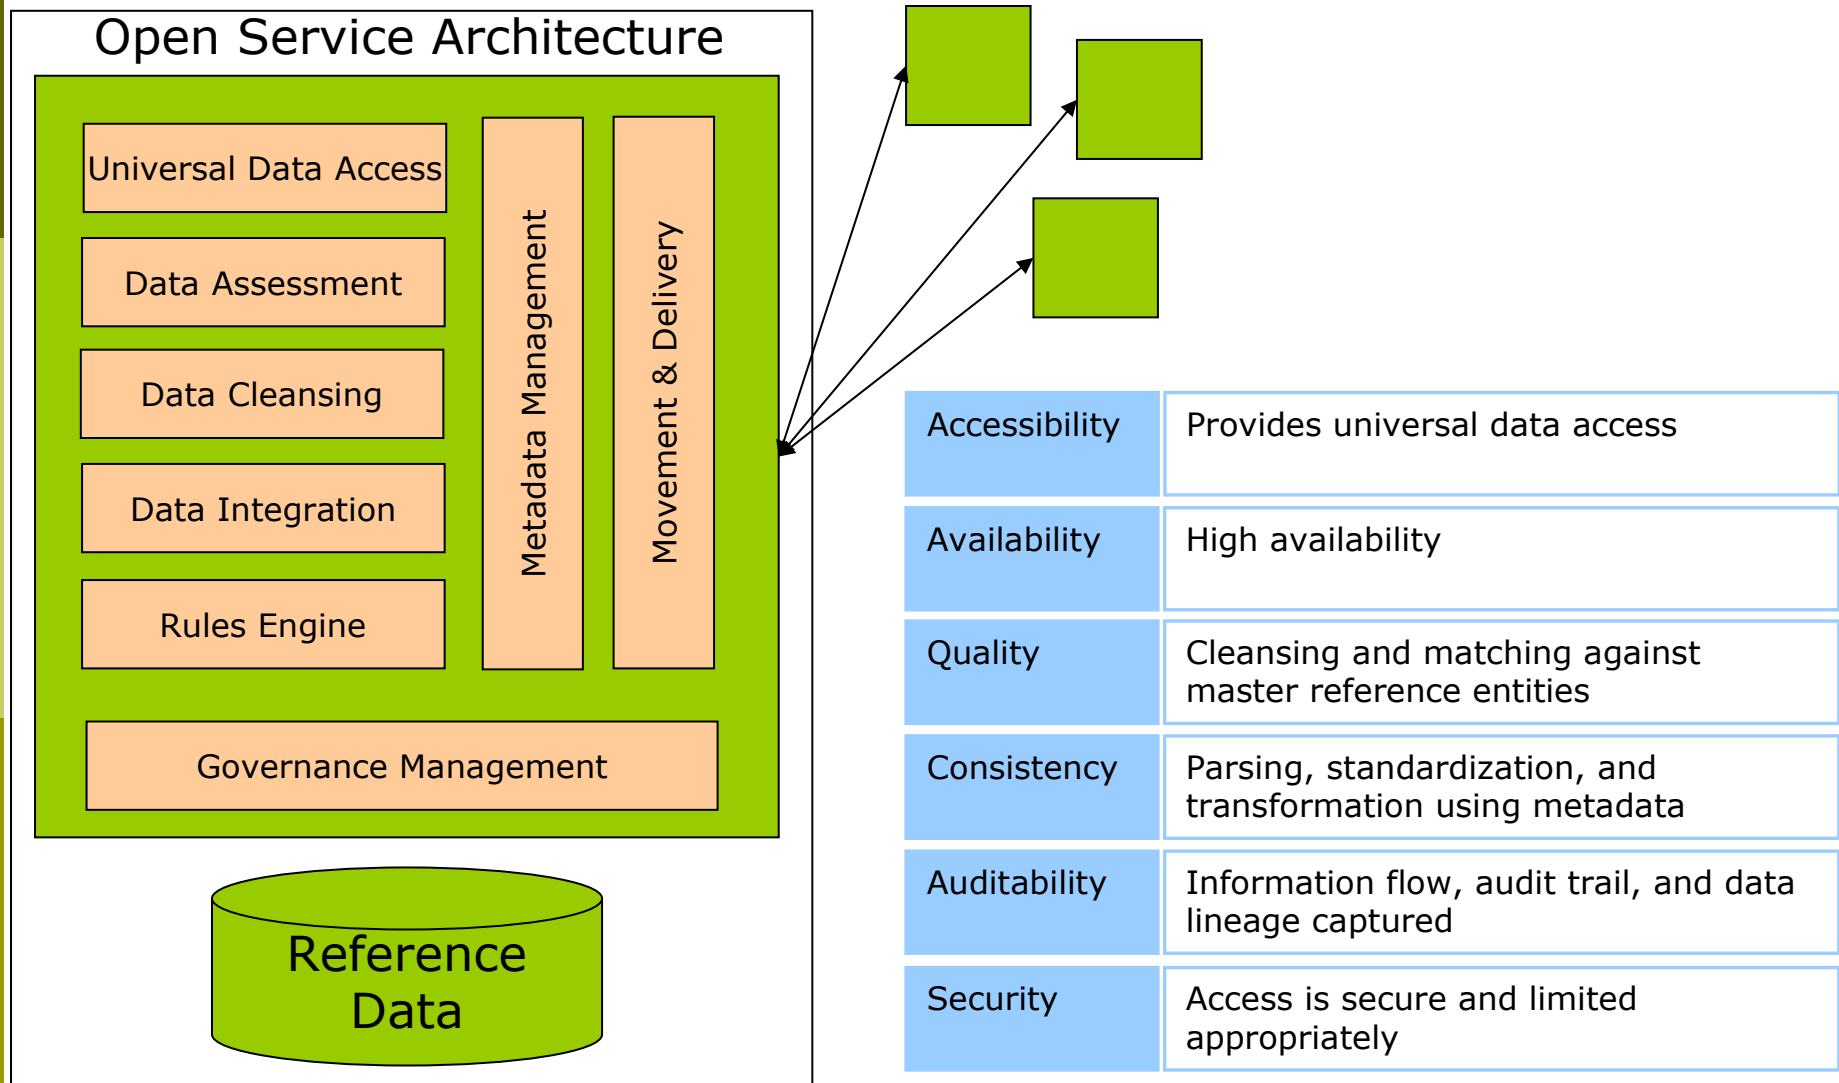 Open Service Architecture
Universal Data Access
Data Assessment
Data Cleansing
Data Integration
Rules Engine
Metadata Management
Movement & Delivery
Governance Management
Reference
Data
Accessibility
Provides universal data access
Availability
High availability
Quality
Cleansing and matching against
master reference entities
Consistency
Parsing, standardization, and
transformation using metadata
Auditability
Information flow, audit trail, and data
lineage captured
Security
Access is secure and limited
appropriately